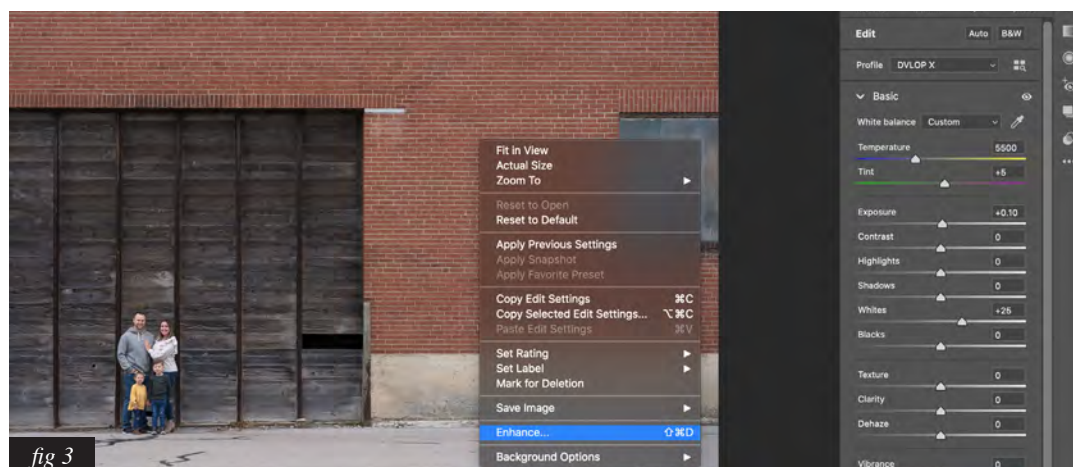 Fit in View
Actual Size
Zoom To
Reset to Open
Reset to Default
Apply Previous Settings
Apply Snapshot
Apply Favorite Preset
Copy Edit Settings ⌘C
Copy Selected Edit Settings... ⌥⌘C
Paste Edit Settings ⌘V
Set Rating
Set Label
Mark for Deletion
Save Image
Enhance... ⇧⌘D
Background Options
Edit Auto B&W
Profile DVLOP X
Basic
White balance Custom
Temperature 5500
Tint +5
Exposure +0.10
Contrast 0
Highlights 0
Shadows 0
Whites +25
Blacks 0
Texture 0
Clarity 0
Dehaze 0
Vibrance 0
fig 3